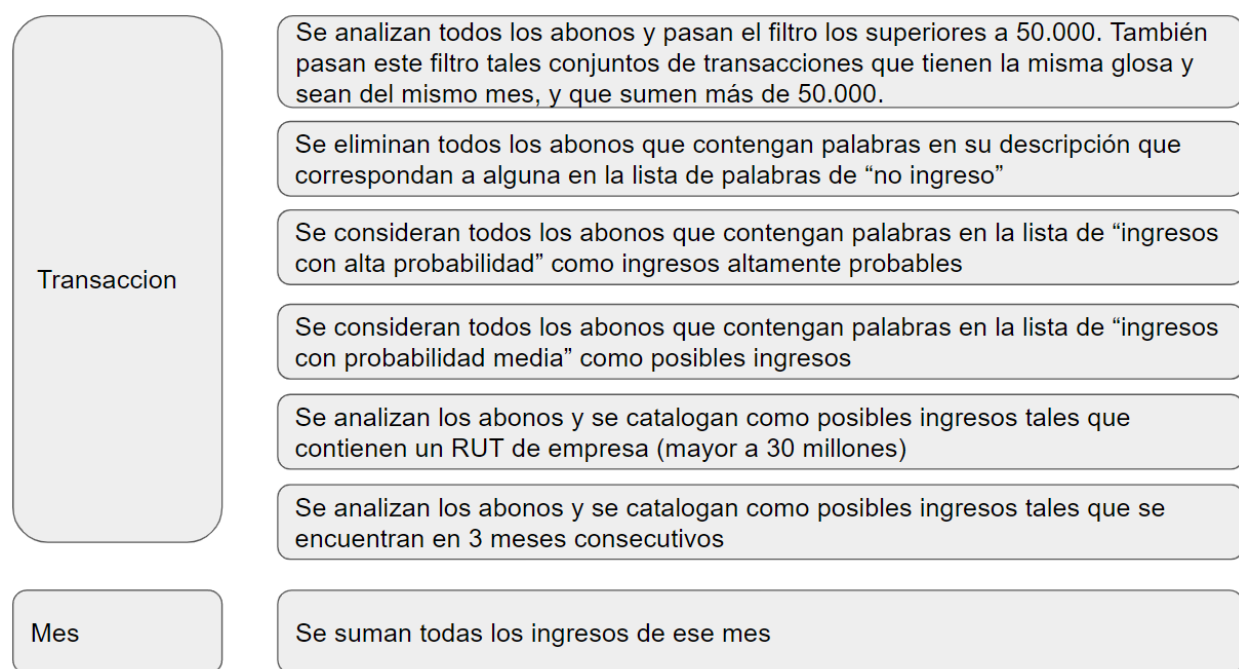 Transaccion
Se analizan todos los abonos y pasan el filtro los superiores a 50.000. También
pasan este filtro tales conjuntos de transacciones que tienen la misma glosa y
sean del mismo mes, y que sumen más de 50.000.
Se eliminan todos los abonos que contengan palabras en su descripción que
correspondan a alguna en la lista de palabras de “no ingreso”
Se consideran todos los abonos que contengan palabras en la lista de “ingresos
con alta probabilidad” como ingresos altamente probables
Se consideran todos los abonos que contengan palabras en la lista de “ingresos
con probabilidad media” como posibles ingresos
Se analizan los abonos y se catalogan como posibles ingresos tales que
contienen un RUT de empresa (mayor a 30 millones)
Se analizan los abonos y se catalogan como posibles ingresos tales que se
encuentran en 3 meses consecutivos
Mes
Se suman todas los ingresos de ese mes